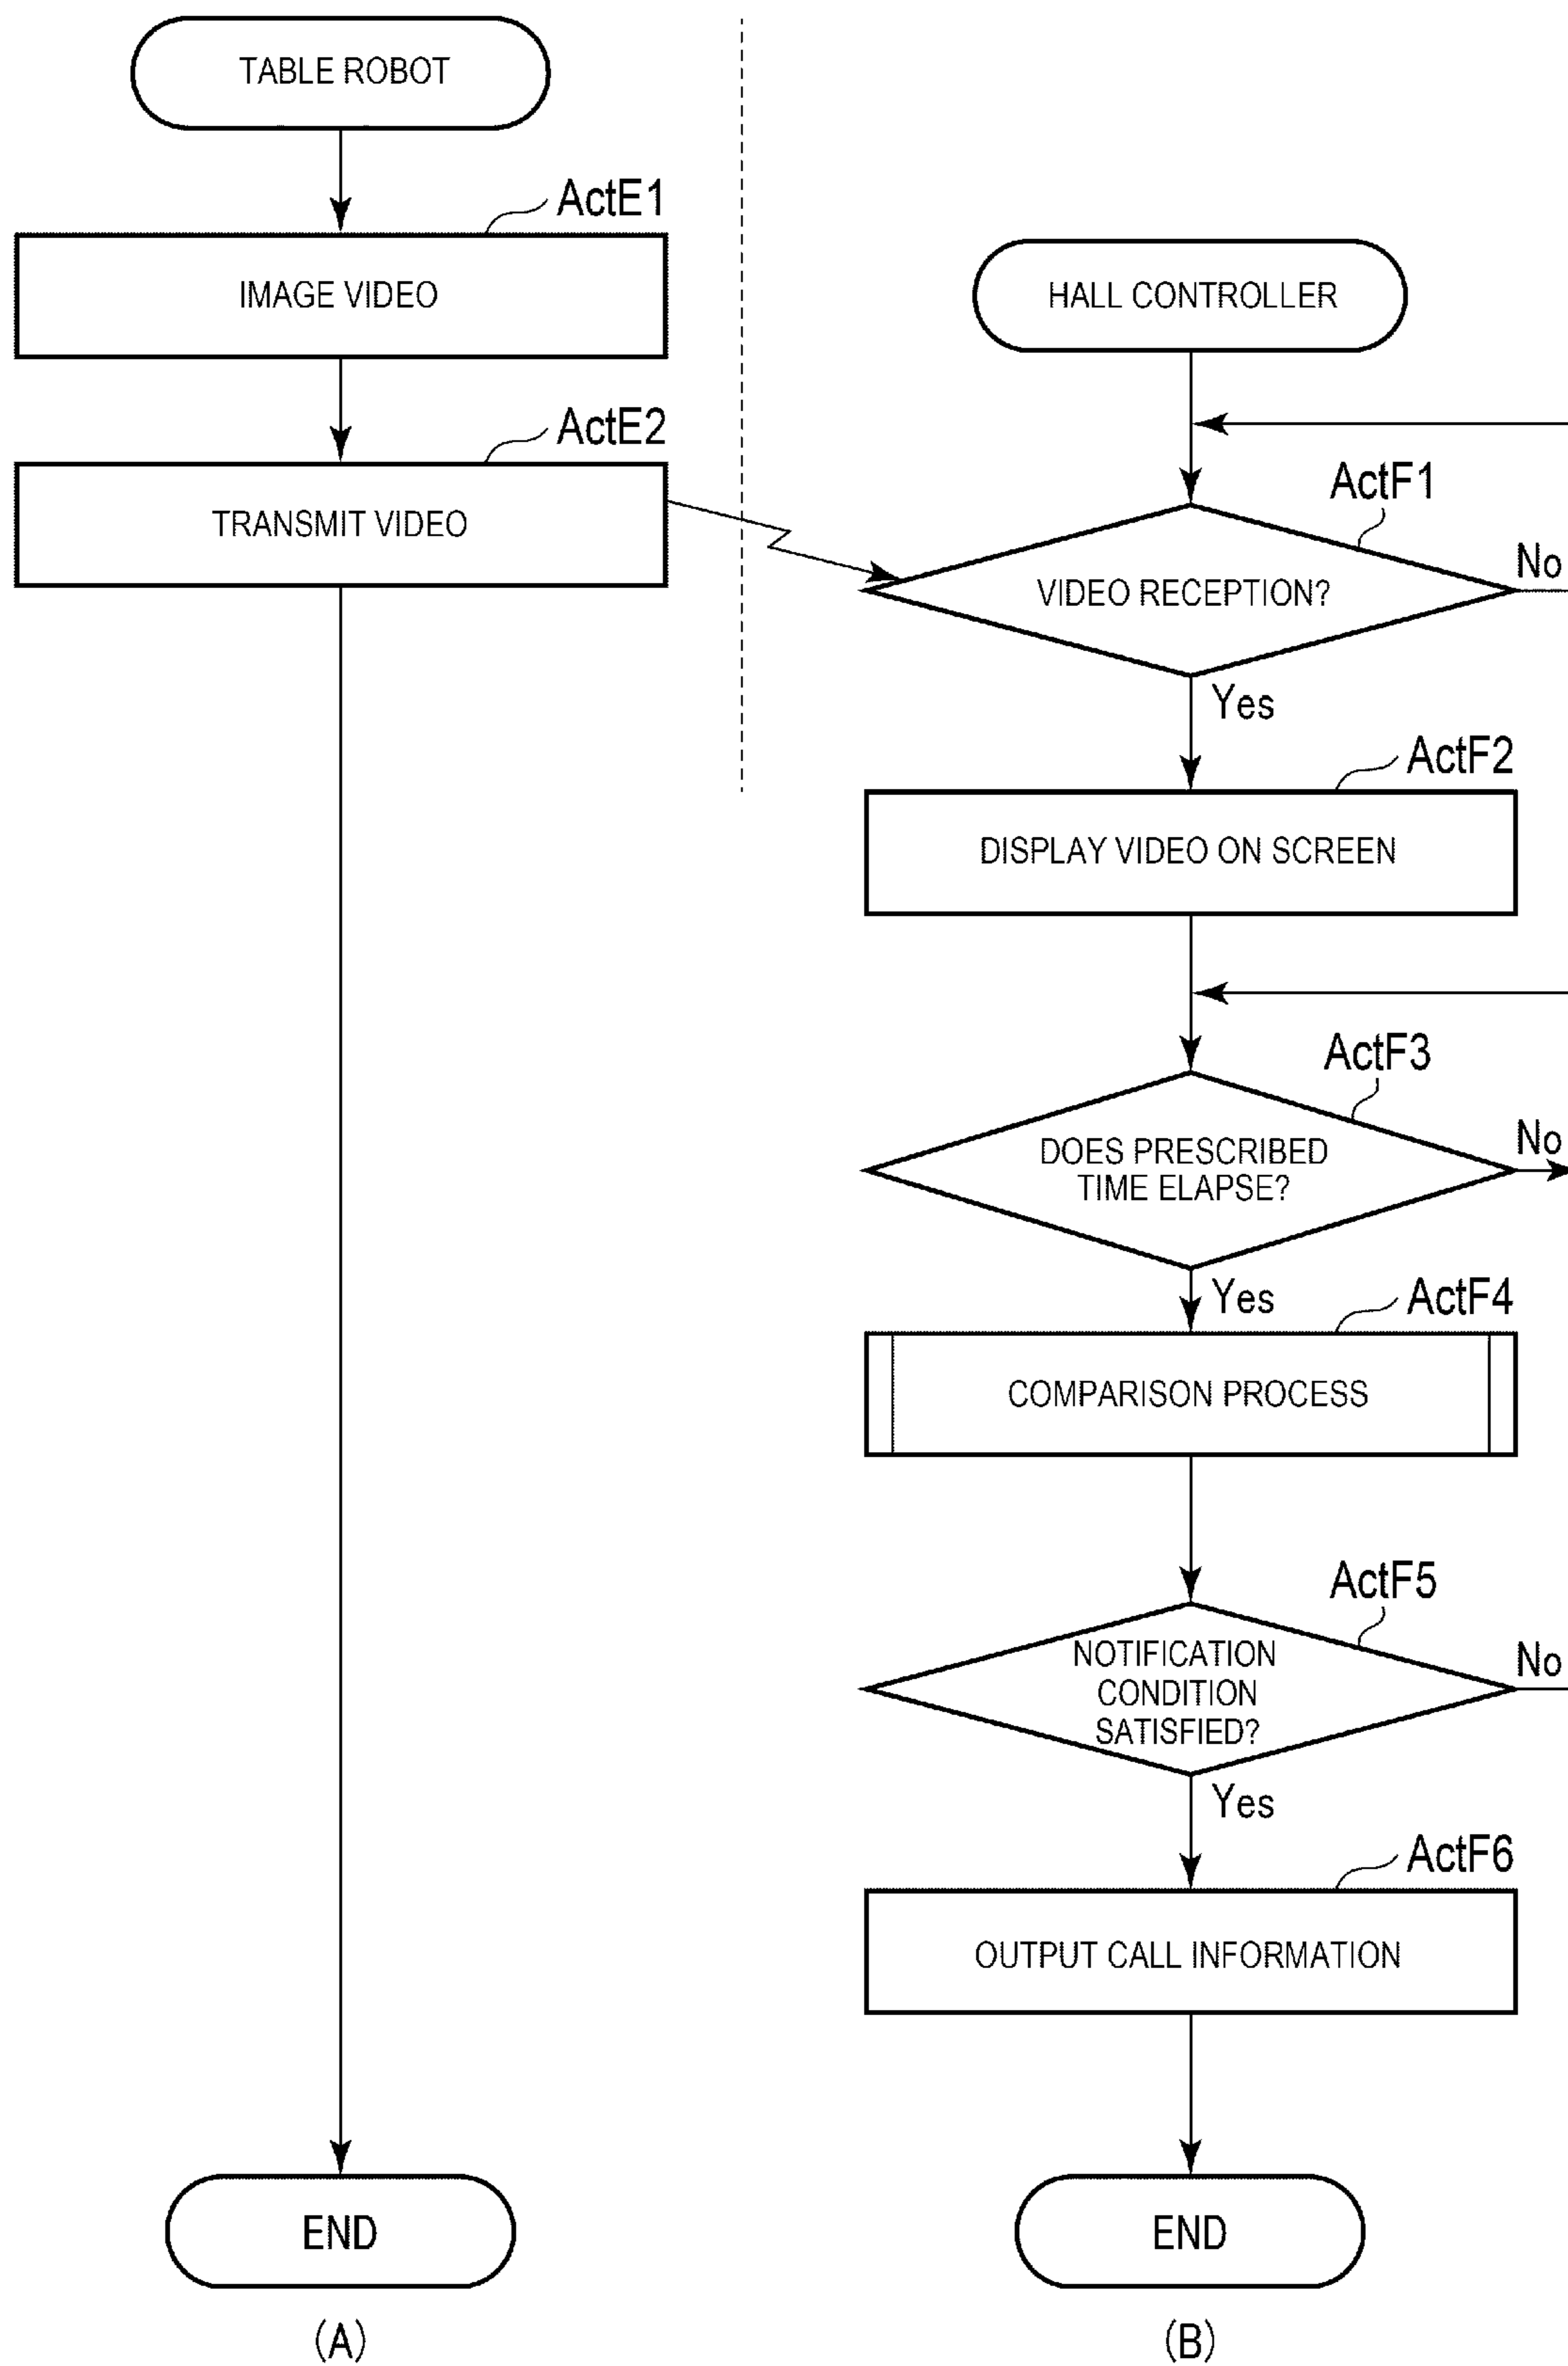 TABLE ROBOT
ActE1
IMAGE VIDEO
ActE2
TRANSMIT VIDEO
END
(A)
HALL CONTROLLER
ActF1
VIDEO RECEPTION?
No
Yes
ActF2
DISPLAY VIDEO ON SCREEN
ActF3
DOES PRESCRIBED
TIME ELAPSE?
No
Yes
ActF4
COMPARISON PROCESS
ActF5
NOTIFICATION
CONDITION
SATISFIED?
No
Yes
ActF6
OUTPUT CALL INFORMATION
END
(B)